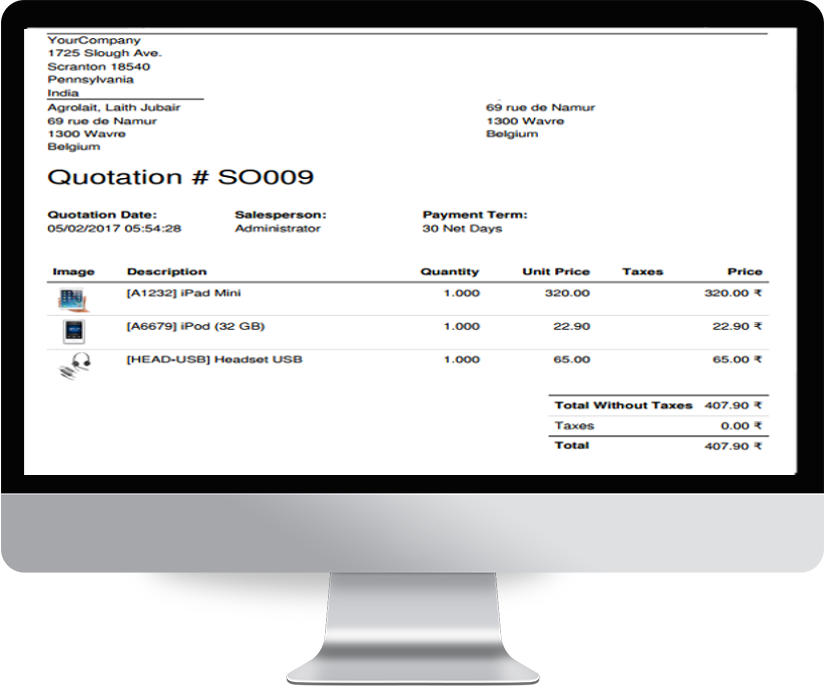 YourCompany
1725 Slough Ave.
Scranton 18540
Pennsylvania
India
Agrolait, Laith Jubair
69 rue de Namur
1300 Wavre
Belgium
69 rue de Namur
1300 Wavre
Belgium
Quotation # SO009
Quotation Date: Salesperson: Payment Term:
05/02/2017 05:54:28 Administrator 30 Net Days
Image Description Quantity Unit Price Taxes Price
[A1232] iPad Mini 1.000 320.00 320.00 ₹
[A6679] iPod (32 GB) 1.000 22.90 22.90 ₹
[HEAD-USB] Headset USB 1.000 65.00 65.00 ₹
Total Without Taxes 407.90 ₹
Taxes 0.00 ₹
Total 407.90 ₹